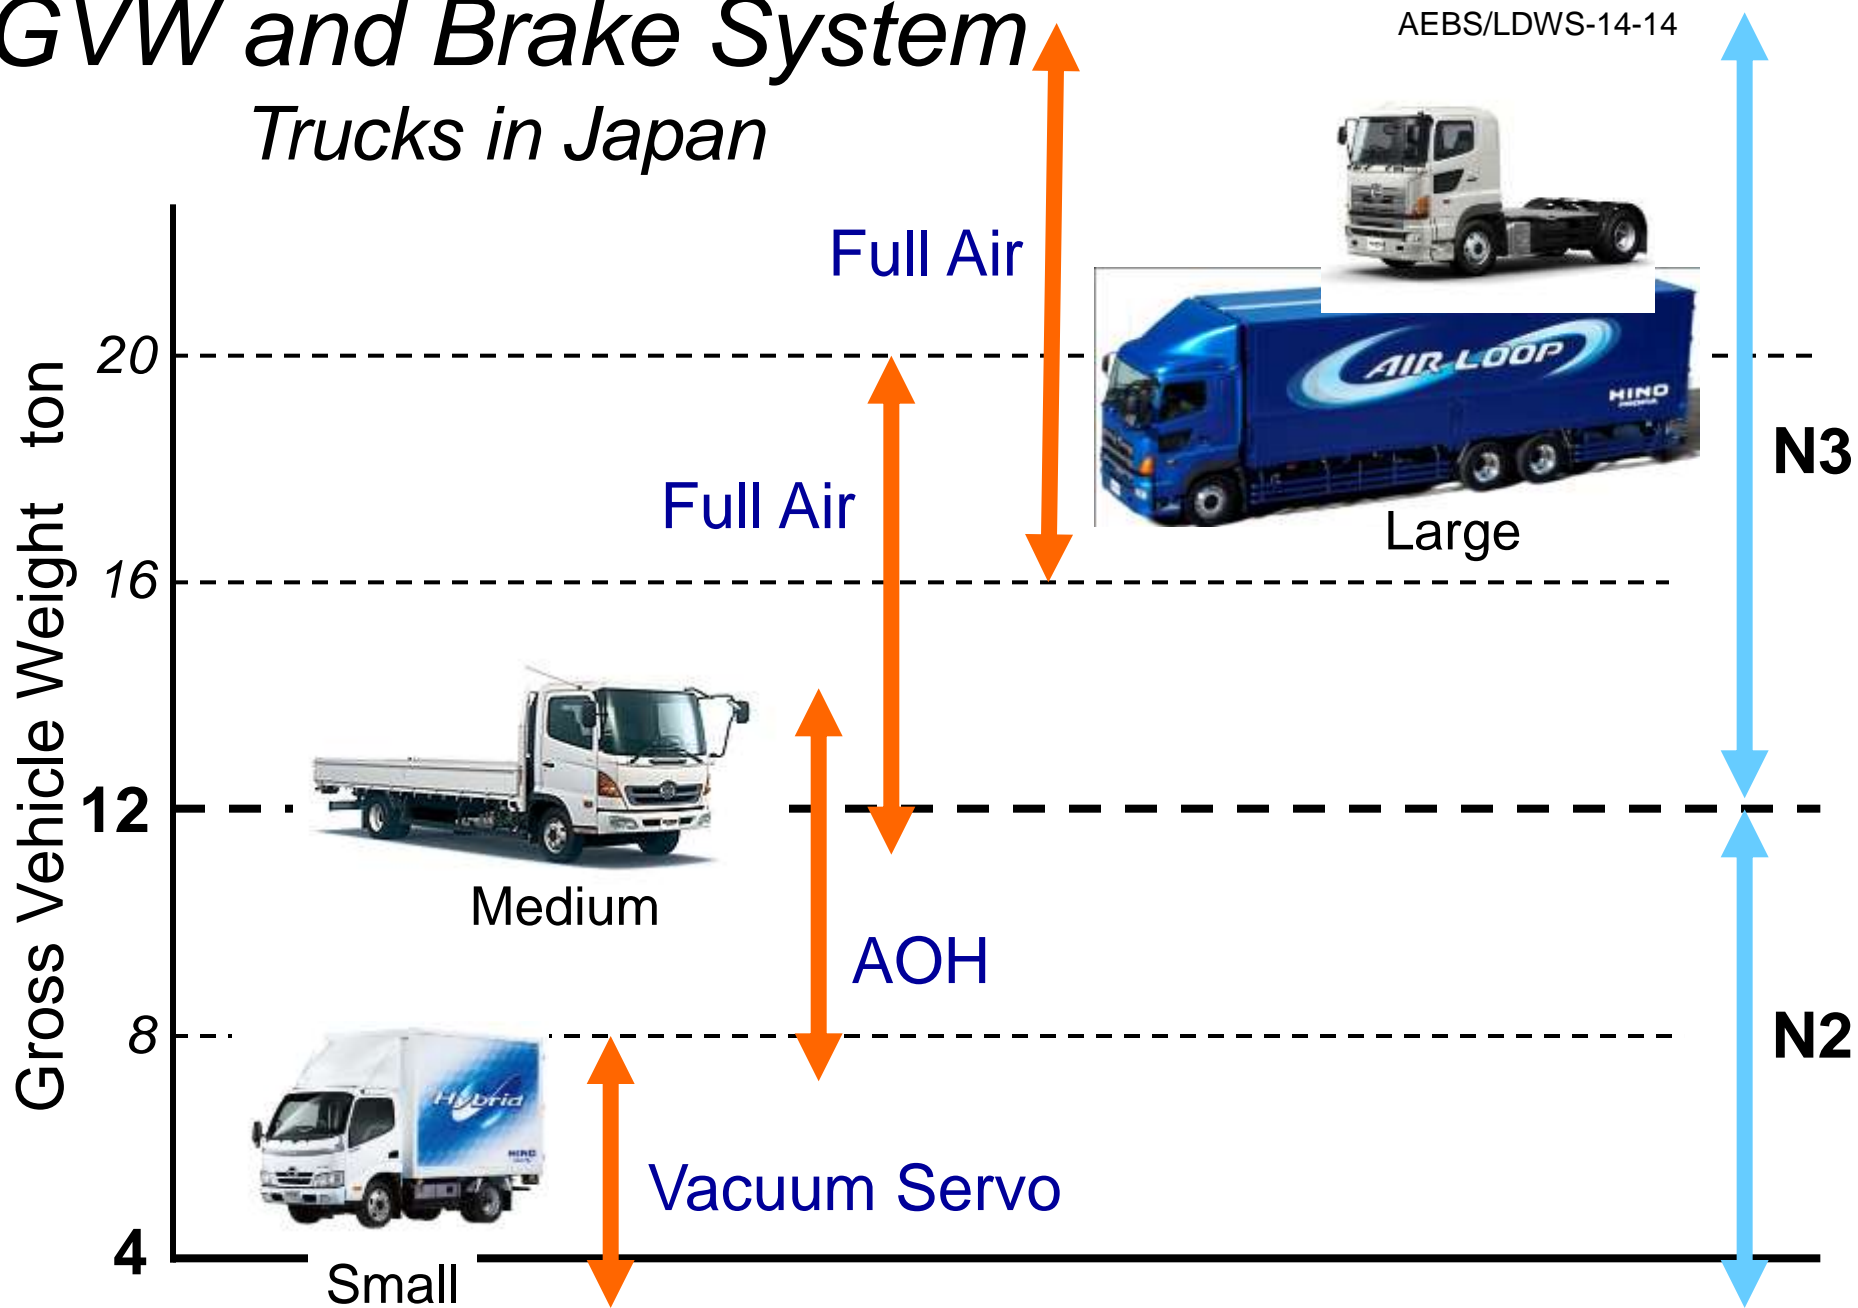 GVW and Brake System
AEBS/LDWS-14-14
Trucks in Japan
Full Air
20
AIR LOOP
HINO
N3
Full Air
Large
16
Gross Vehicle Weight ton
12
Medium
AOH
8
N2
Hybrid
HINO
Vacuum Servo
4
Small